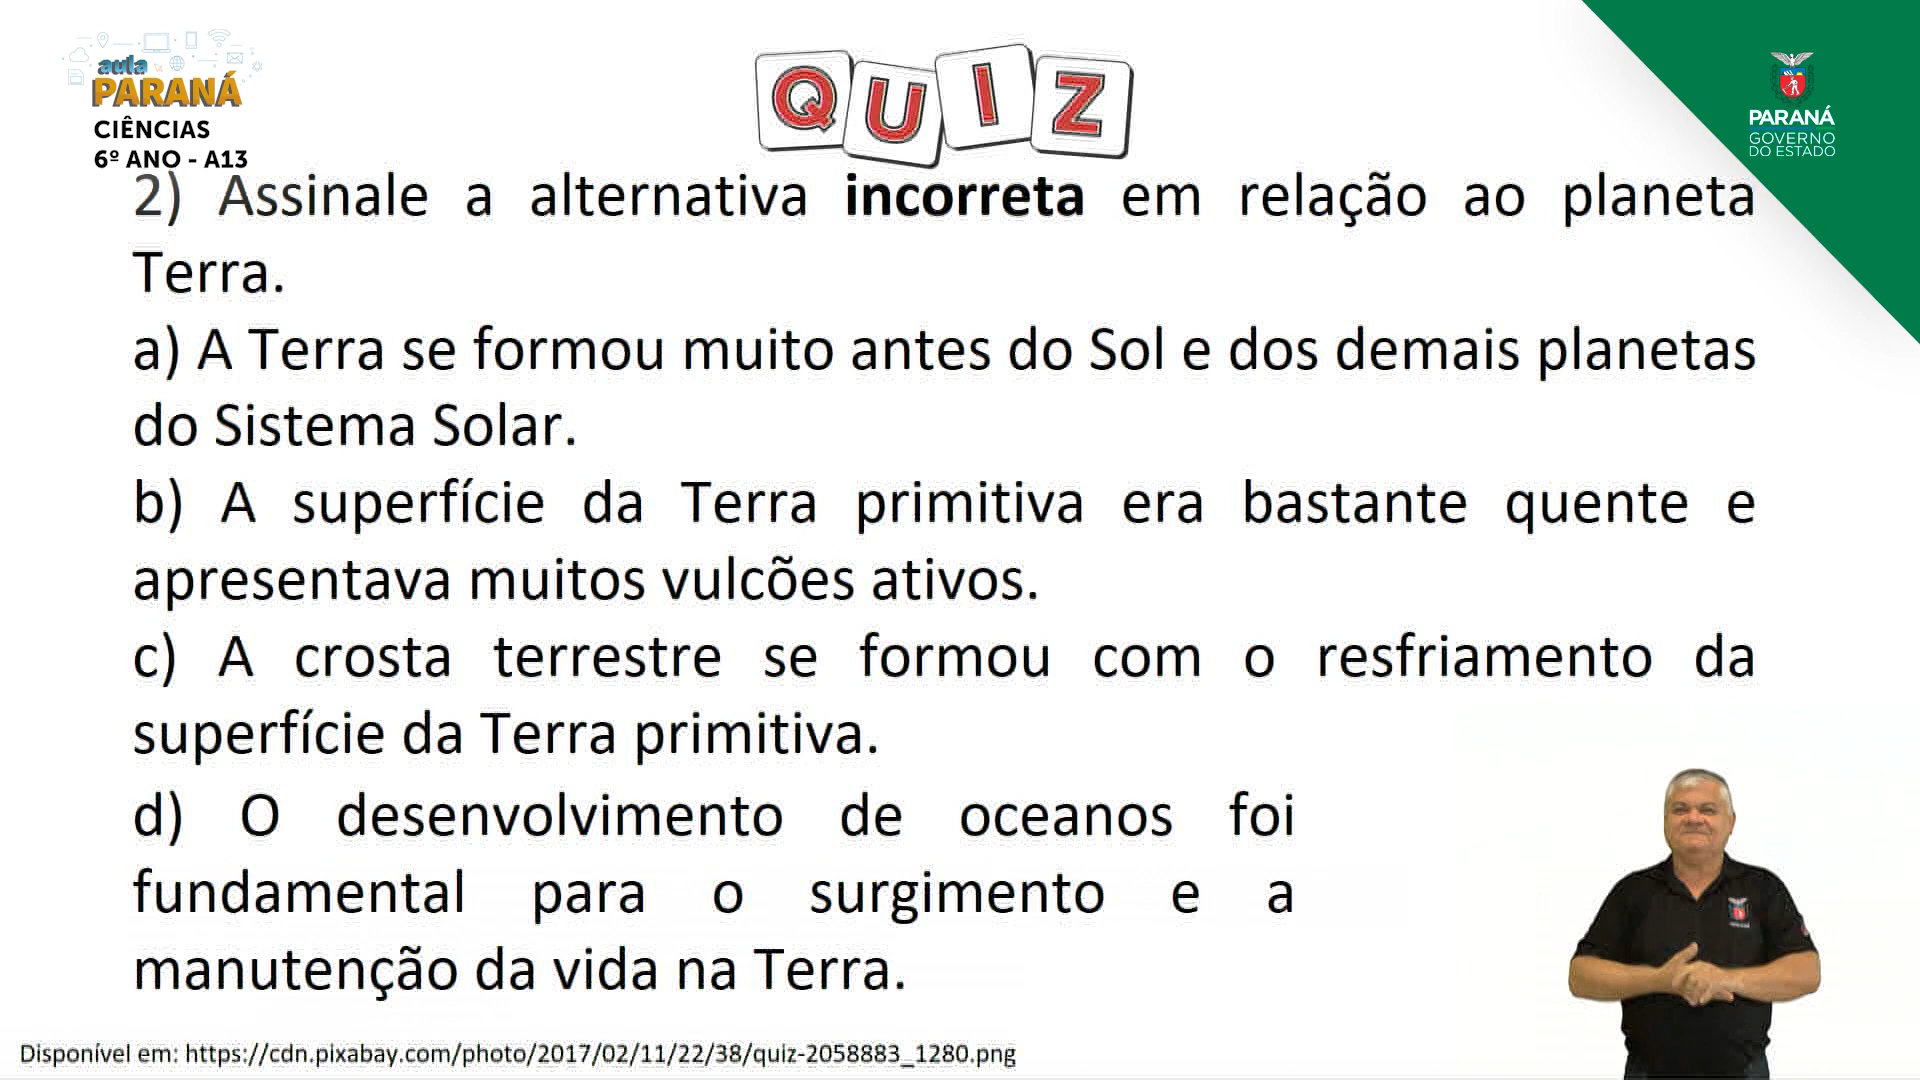 aula
PARANÁ
CIÊNCIAS
6º ANO - A13
QUIZ
PARANÁ
GOVERNO
DO ESTADO
2) Assinale a alternativa incorreta em relação ao planeta
Terra.
a) A Terra se formou muito antes do Sol e dos demais planetas
do Sistema Solar.
b) A superfície da Terra primitiva era bastante quente e
apresentava muitos vulcões ativos.
c) A crosta terrestre se formou com o resfriamento da
superfície da Terra primitiva.
d) O desenvolvimento de oceanos foi
fundamental para o surgimento e a
manutenção da vida na Terra.
Disponível em: https://cdn.pixabay.com/photo/2017/02/11/22/38/quiz-2058883_1280.png